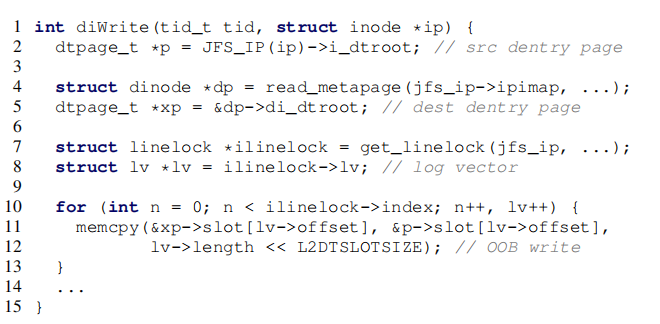 1 int diWrite(tid_t tid, struct inode *ip) {
2 dtpage_t *p = JFS_IP(ip)->i_dtroot; // src dentry page
3
4 struct dinode *dp = read_metapage(jfs_ip->ipimap, ...);
5 dtpage_t *xp = &dp->di_dtroot; // dest dentry page
6
7 struct linelock *ilinelock = get_linelock(jfs_ip, ...);
8 struct lv *lv = ilinelock->lv; // log vector
9
10 for (int n = 0; n < ilinelock->index; n++, lv++) {
11 memcpy(&xp->slot[lv->offset], &p->slot[lv->offset],
12 lv->length << L2DTSLOTSIZE); // OOB write
13 }
14 ...
15 }